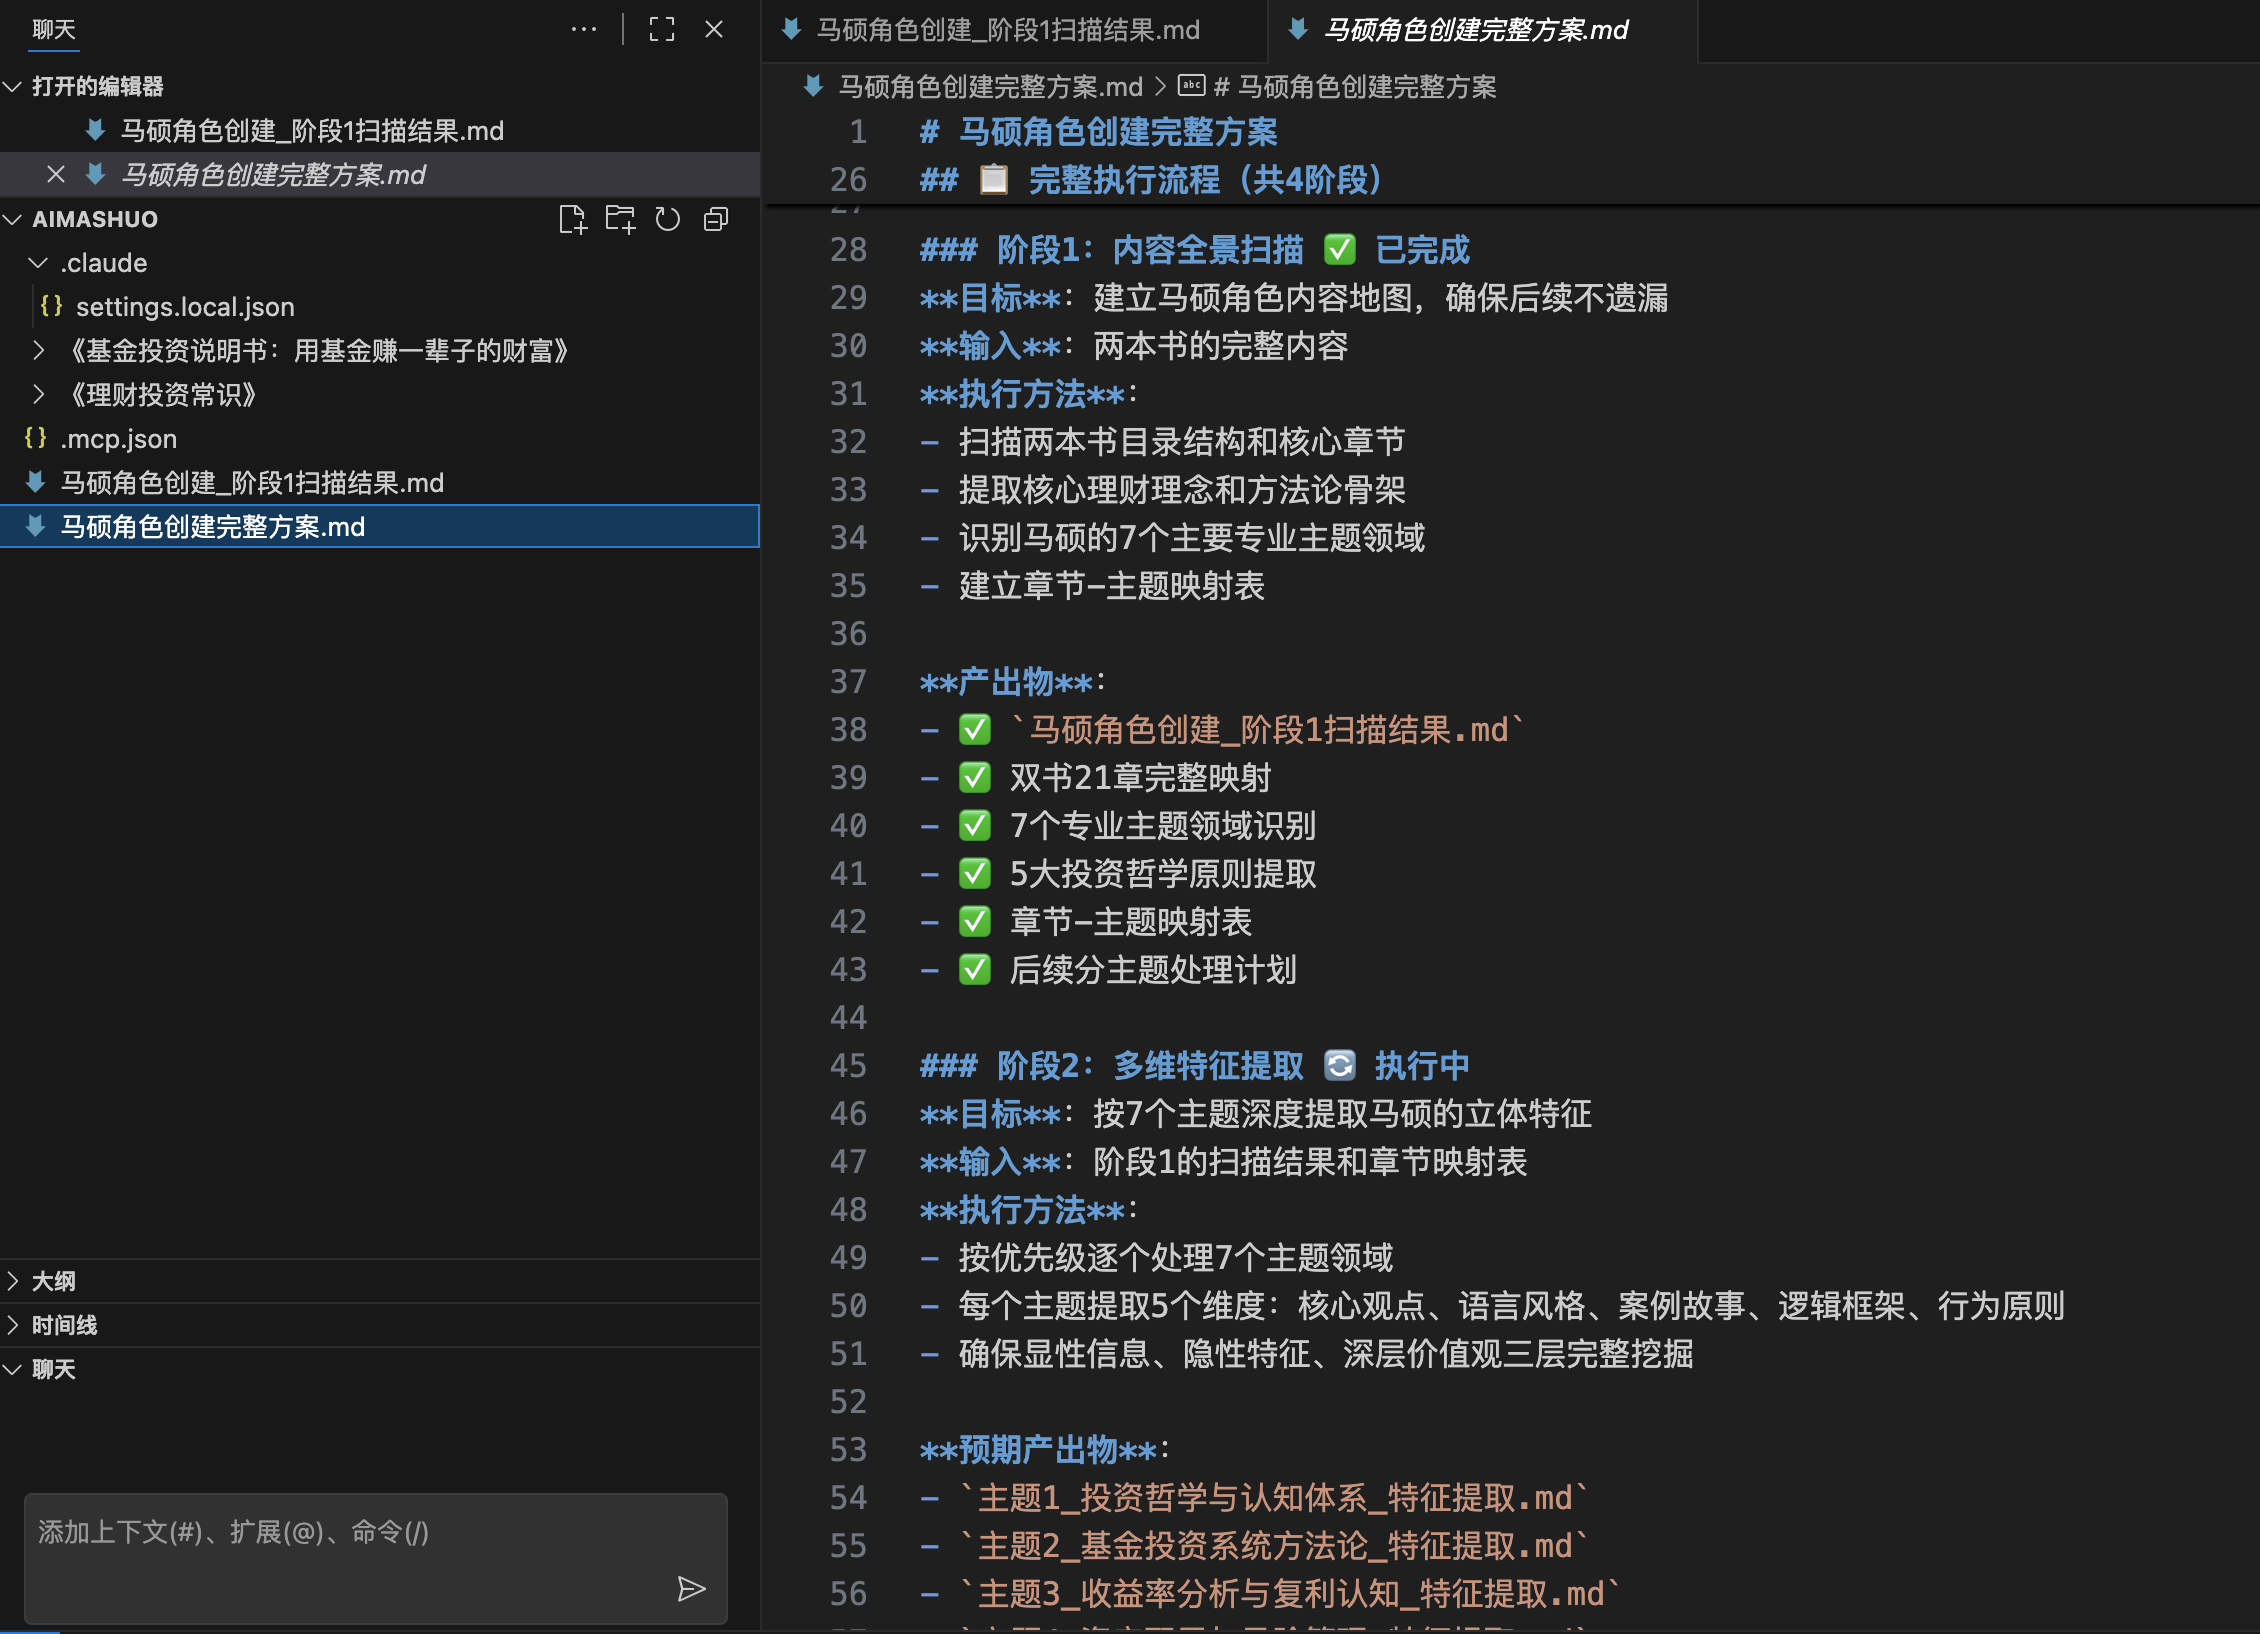 聊天
打开的编辑器
马硕角色创建_阶段1扫描结果.md
马硕角色创建完整方案.md
AIMASHUO
.claude
{} settings.local.json
《基金投资说明书：用基金赚一辈子的财富》
《理财投资常识》
{} .mcp.json
马硕角色创建_阶段1扫描结果.md
马硕角色创建完整方案.md
大纲
时间线
聊天
添加上下文(#)、扩展(@)、命令(/)
马硕角色创建_阶段1扫描结果.md
马硕角色创建完整方案.md
马硕角色创建完整方案.md > abc # 马硕角色创建完整方案
1 # 马硕角色创建完整方案
26 ## 📋 完整执行流程（共4阶段）
27
28 ### 阶段1：内容全景扫描 ✅ 已完成
29 **目标**：建立马硕角色内容地图，确保后续不遗漏
30 **输入**：两本书的完整内容
31 **执行方法**：
32 - 扫描两本书目录结构和核心章节
33 - 提取核心理财理念和方法论骨架
34 - 识别马硕的7个主要专业主题领域
35 - 建立章节-主题映射表
36
37 **产出物**：
38 - ✅ `马硕角色创建_阶段1扫描结果.md`
39 - ✅ 双书21章完整映射
40 - ✅ 7个专业主题领域识别
41 - ✅ 5大投资哲学原则提取
42 - ✅ 章节-主题映射表
43 - ✅ 后续分主题处理计划
44
45 ### 阶段2：多维特征提取 🔄 执行中
46 **目标**：按7个主题深度提取马硕的立体特征
47 **输入**：阶段1的扫描结果和章节映射表
48 **执行方法**：
49 - 按优先级逐个处理7个主题领域
50 - 每个主题提取5个维度：核心观点、语言风格、案例故事、逻辑框架、行为原则
51 - 确保显性信息、隐性特征、深层价值观三层完整挖掘
52
53 **预期产出物**：
54 - `主题1_投资哲学与认知体系_特征提取.md`
55 - `主题2_基金投资系统方法论_特征提取.md`
56 - `主题3_收益率分析与复利认知_特征提取.md`